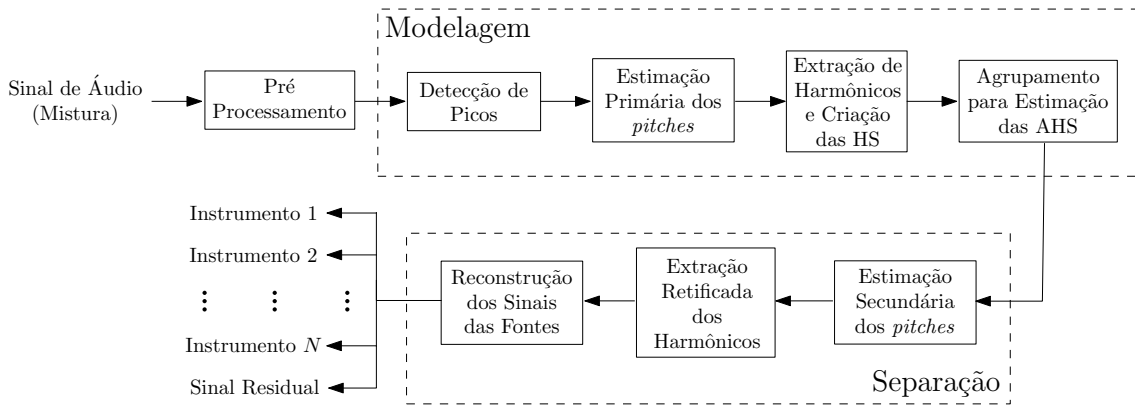 Modelagem
Sinal de Áudio
(Mistura)
Pré
Processamento
Detecção de
Picos
Estimação
Primária dos
pitches
Extração de
Harmônicos
e Criação
das HS
Agrupamento
para Estimação
das AHS
Instrumento 1
Instrumento 2
Instrumento N
Sinal Residual
Reconstrução
dos Sinais
das Fontes
Extração
Retificada
dos
Harmônicos
Estimação
Secundária
dos pitches
Separação